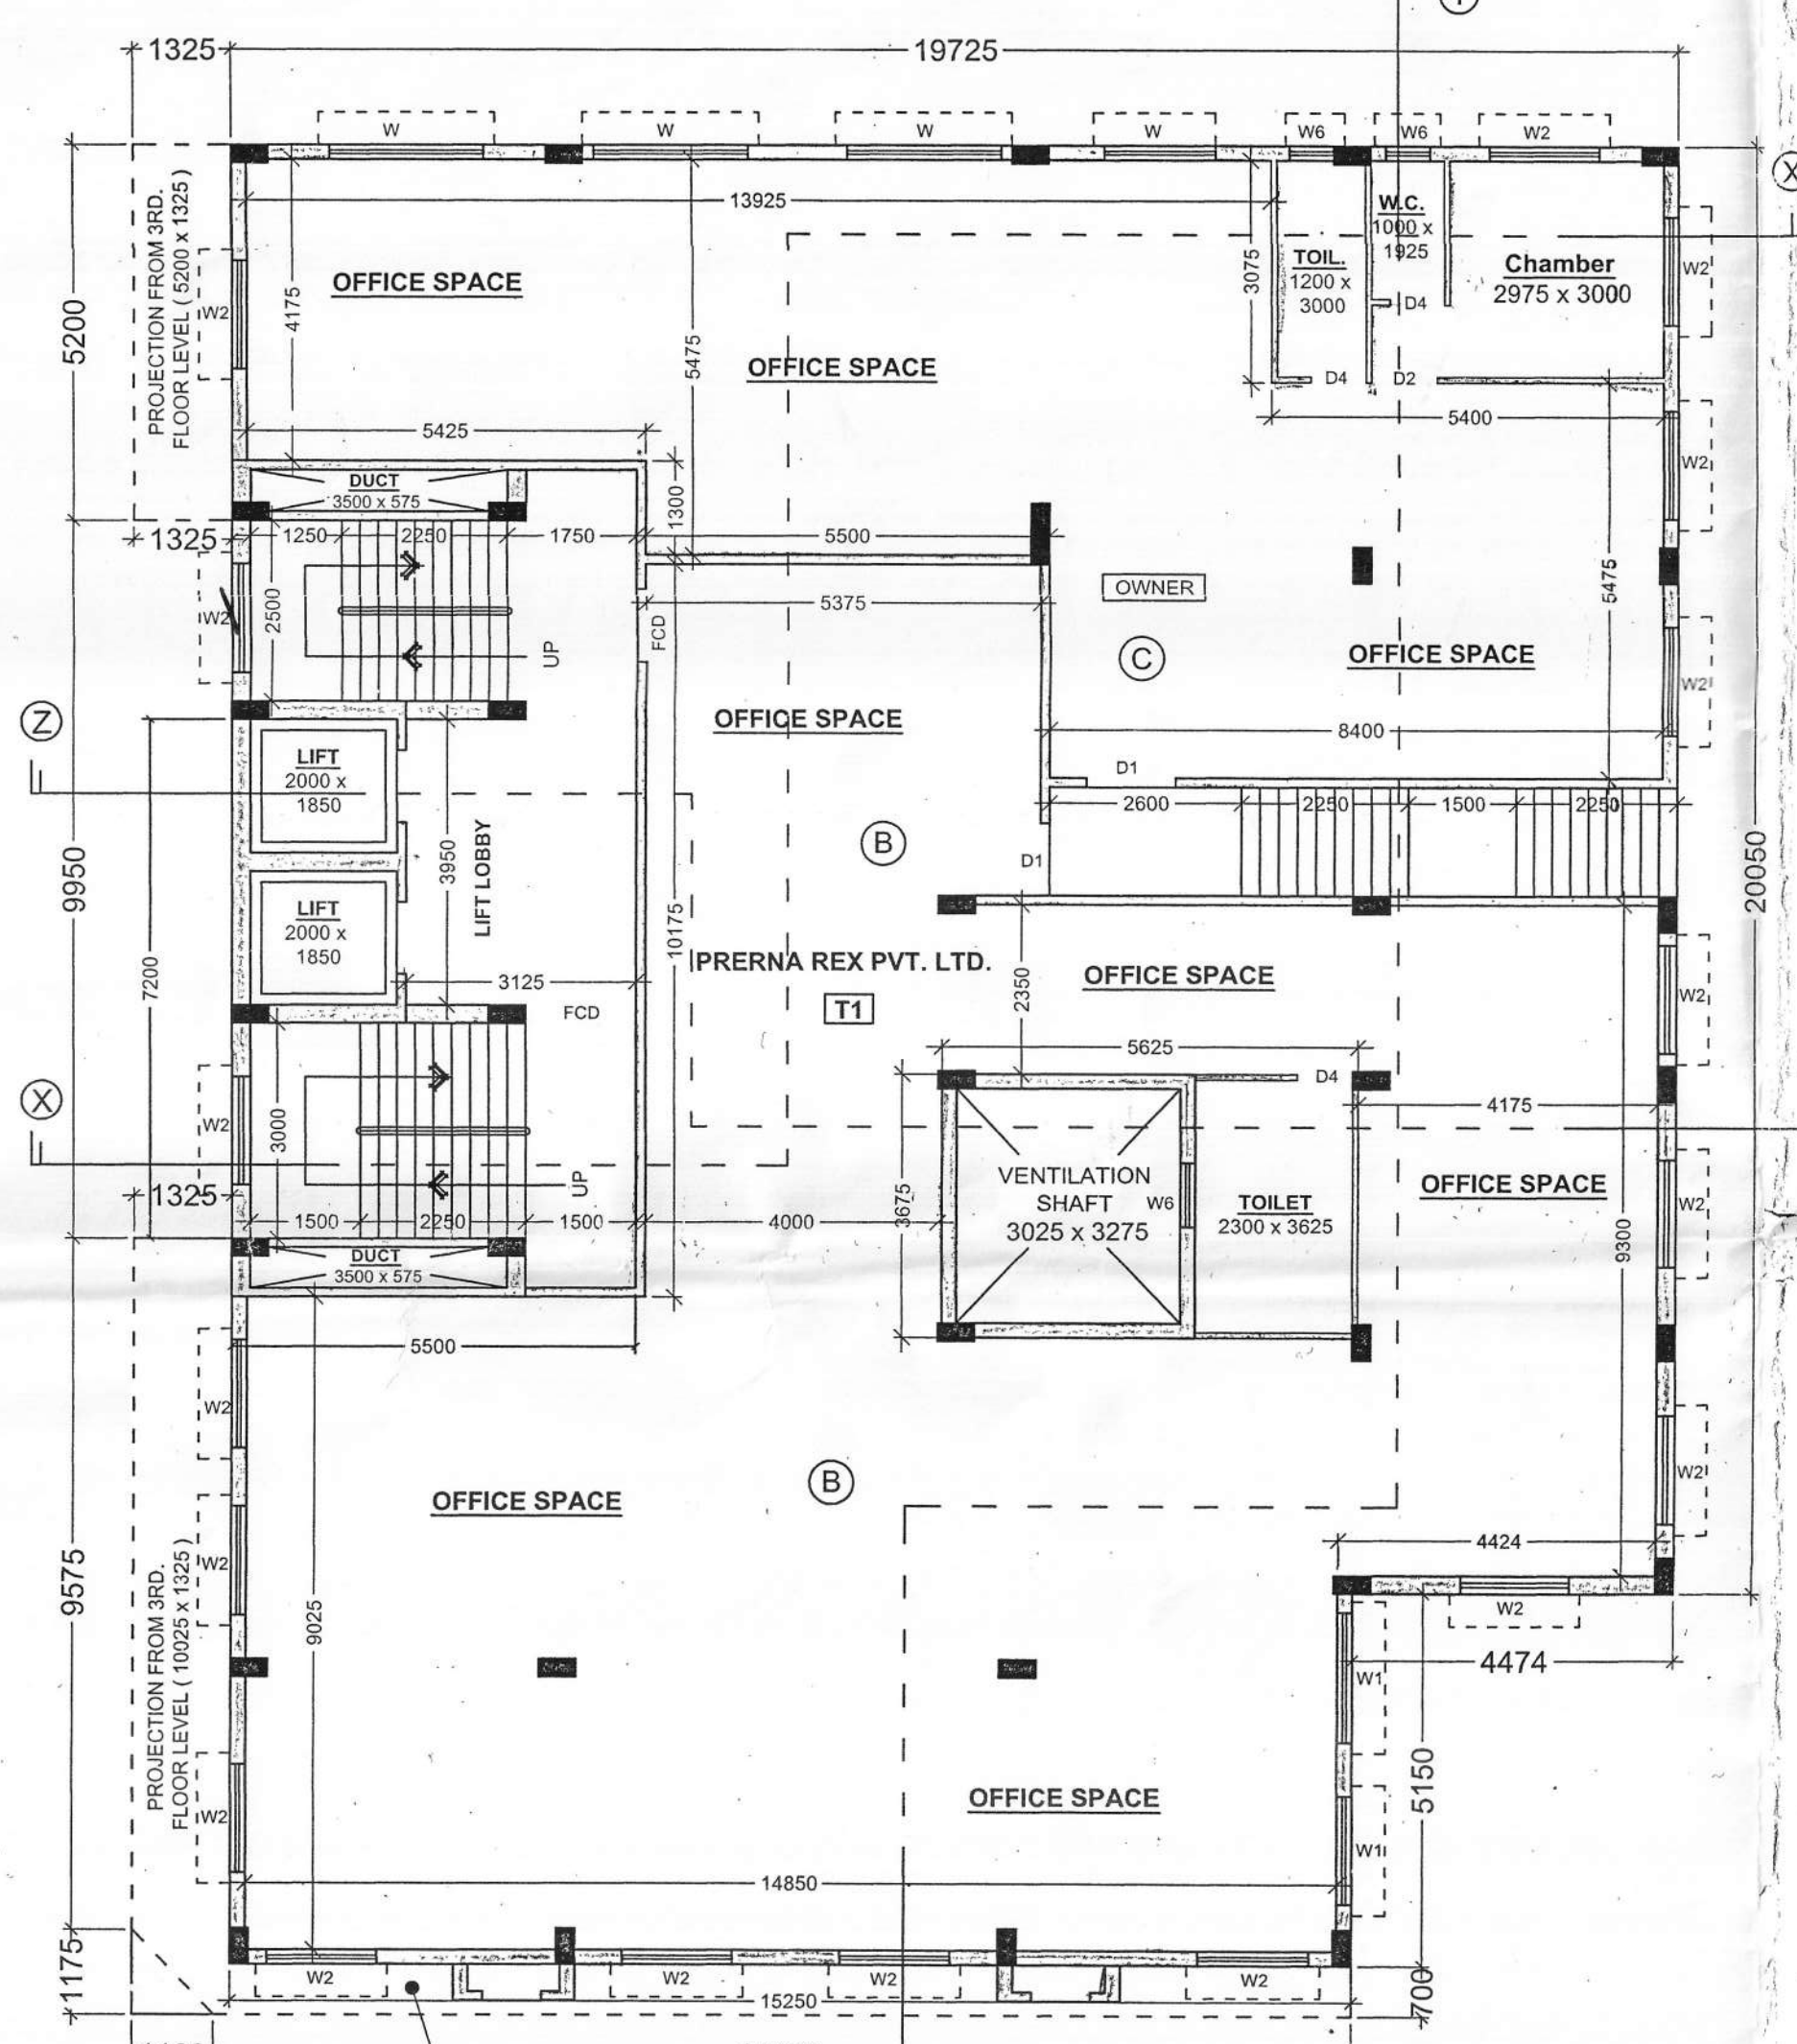 1325
19725
W
W
W
W
W6
W6
W2
5200
PROJECTION FROM 3RD.
FLOOR LEVEL ( 5200 x 1325 )
13925
W.C.
1000 x
1925
X
TOIL.
1200 x
3000
3075
Chamber
2975 x 3000
W2
W2
OFFICE SPACE
4175
5475
OFFICE SPACE
D4
D4
D2
5400
5425
W2
DUCT
3500 x 575
1300
1325
1250
2250
1750
5500
OWNER
5475
W2
2500
5375
FCD
UP
C
OFFICE SPACE
W2
Z
OFFICE SPACE
8400
LIFT
2000 x
1850
D1
2600
2250
1500
2250
B
D1
9950
3950
LIFT LOBBY
20050
LIFT
2000 x
1850
10175
7200
PRERNA REX PVT. LTD.
T1
2350
OFFICE SPACE
W2
3125
FCD
5625
D4
X
W2
3000
4175
VENTILATION
SHAFT
3025 x 3275
W6
TOILET
2300 x 3625
OFFICE SPACE
W2
3675
UP
1325
1500
2250
1500
4000
9300
DUCT
3500 x 575
5500
W2
B
W2
OFFICE SPACE
4424
9575
PROJECTION FROM 3RD.
FLOOR LEVEL ( 10025 x 1325 )
W2
9025
W2
4474
W1
W2
OFFICE SPACE
5150
W1
14850
1175
W2
W2
W2
W2
15250
700